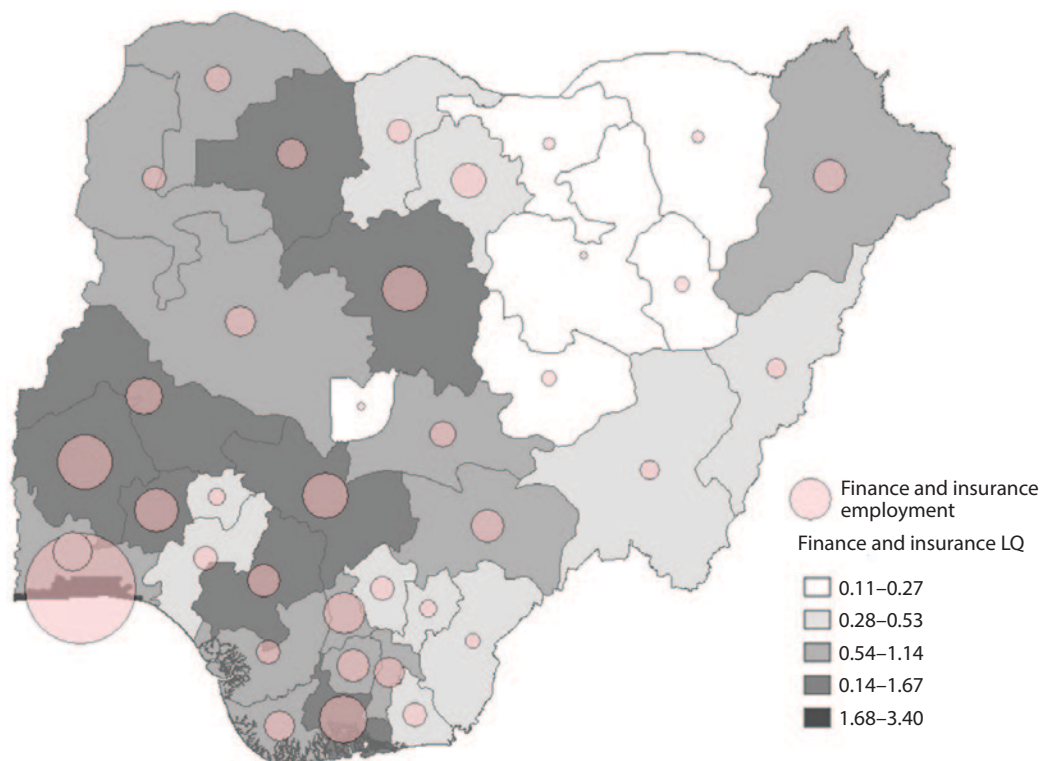 Finance and insurance
employment
Finance and insurance LQ
0.11–0.27
0.28–0.53
0.54–1.14
0.14–1.67
1.68–3.40